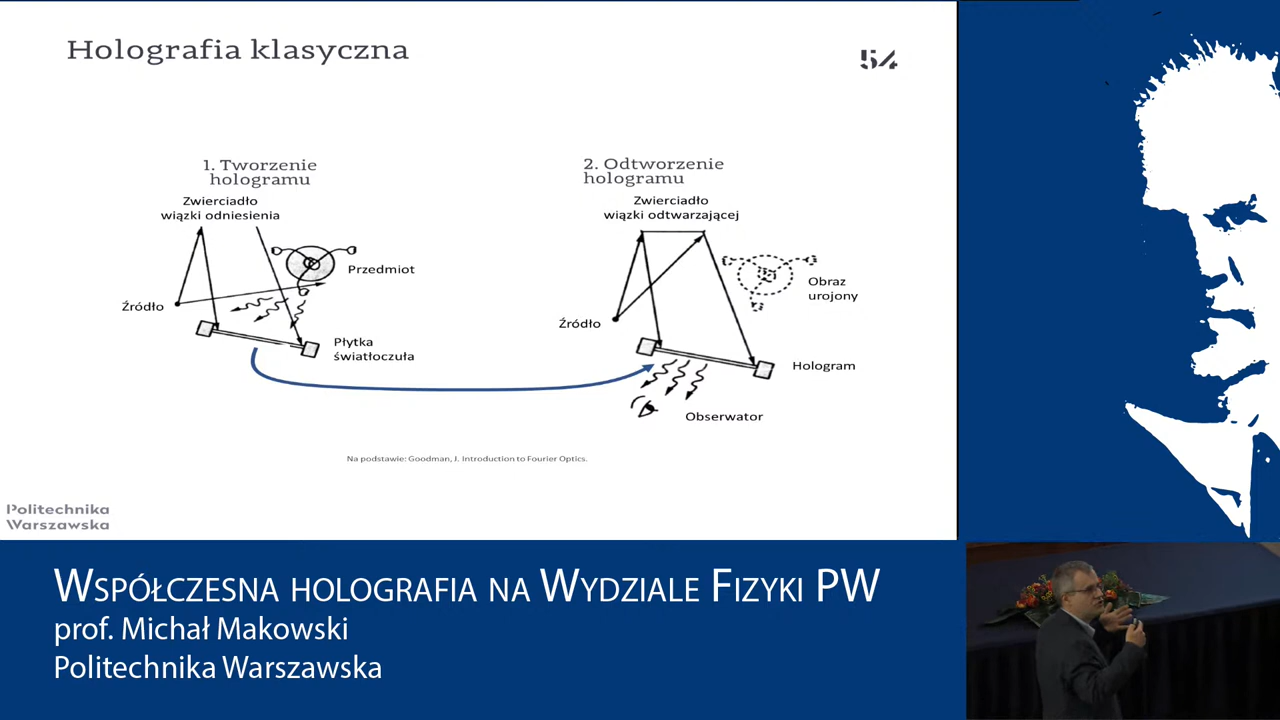 Holografia klasyczna
54
1. Tworzenie
hologramu
Zwierciadło
wiązki odniesienia
Przedmiot
Źródło
Płytka
światłoczuła
2. Odtworzenie
hologramu
Zwierciadło
wiązki odtwarzającej
Obraz
urojony
Źródło
Hologram
Obserwator
Na podstawie: Goodman, J. Introduction to Fourier Optics.
Politechnika
Warszawska
WSPÓŁCZESNA HOLOGRAFIA NA WYDZIALE FIZYKI PW
prof. Michał Makowski
Politechnika Warszawska